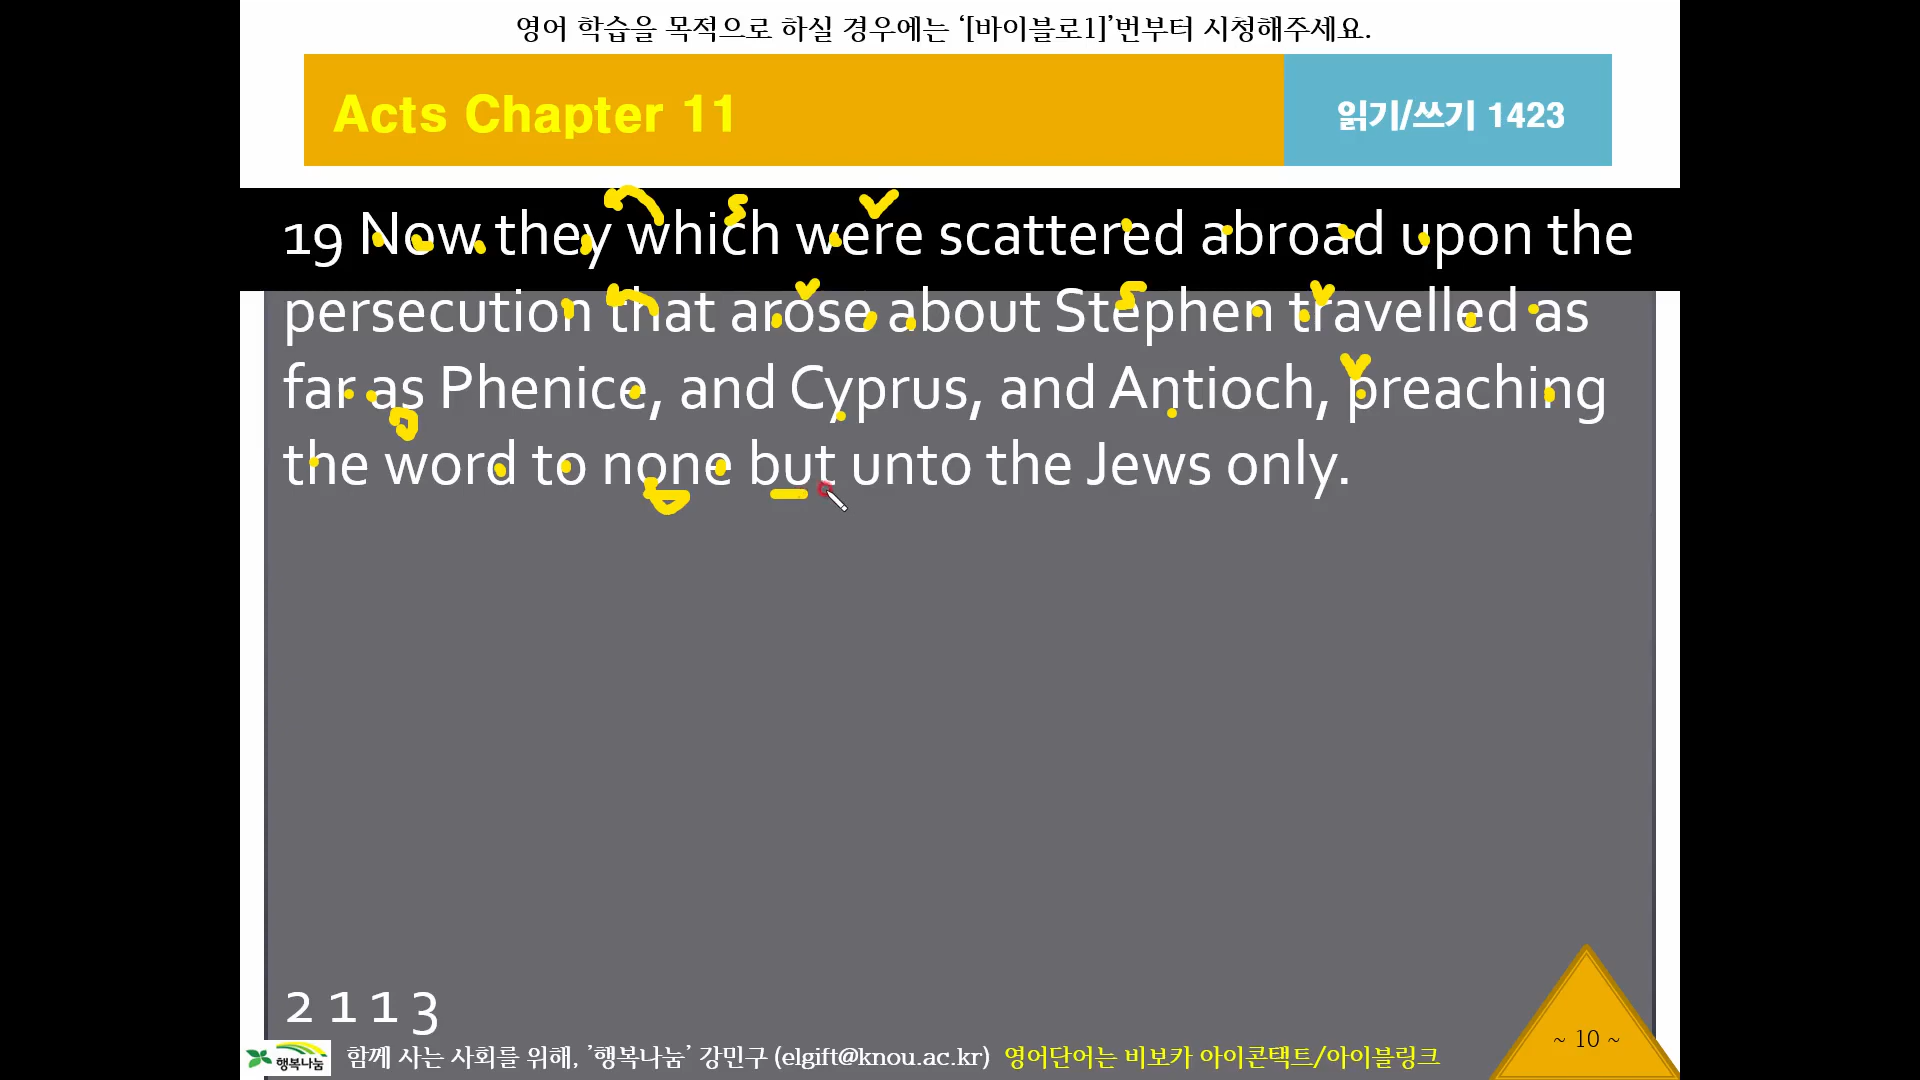 영어 학습을 목적으로 하실 경우에는 ‘[바이블로1]’번부터 시청해주세요.
Acts Chapter 11
읽기/쓰기 1423
19 Now they which were scattered abroad upon the
persecution that arose about Stephen travelled as
far as Phenice, and Cyprus, and Antioch, preaching
the word to none but unto the Jews only.
2 1 1 3
~ 10 ~
행복나눔
함께 사는 사회를 위해, ’행복나눔’ 강민구 (elgift@knou.ac.kr) 영어단어는 비보카 아이콘택트/아이블링크